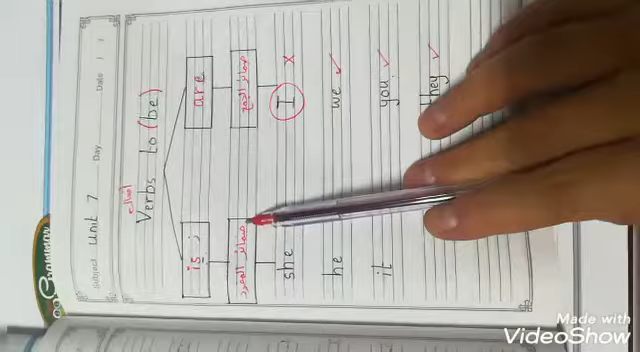 Grammar
Subject Unit 7 Day Date / /
أفعال
Verbs to (be)
is ز are
ضمائر المفرد ضمائر الجمع
she I x
he we ✓
it you ✓
they ✓
Made with
VideoShow